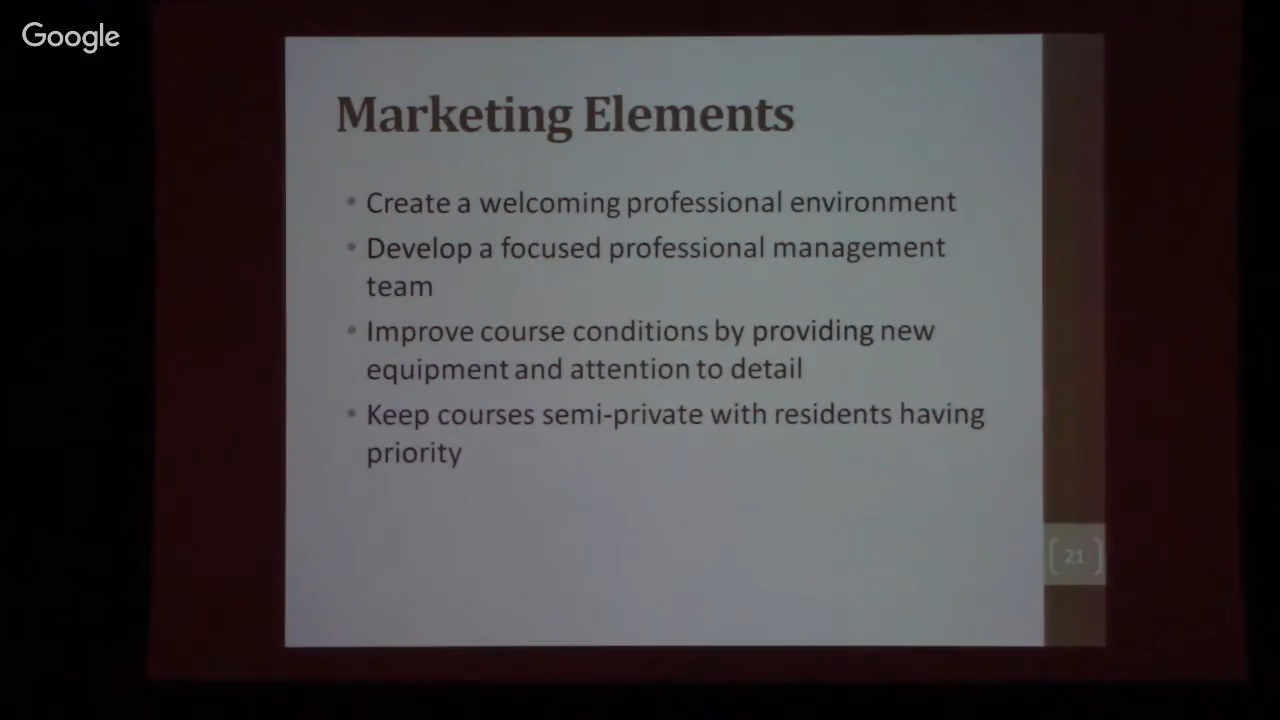 Google
Marketing Elements
• Create a welcoming professional environment
• Develop a focused professional management
team
• Improve course conditions by providing new
equipment and attention to detail
• Keep courses semi-private with residents having
priority
21